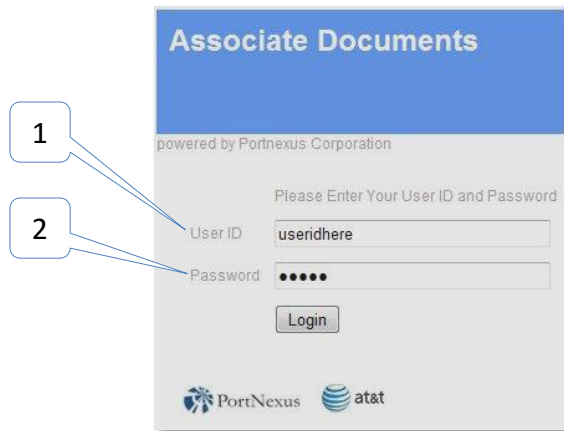 Associate Documents
powered by Portnexus Corporation
1
Please Enter Your User ID and Password
2
User ID useridhere
Password •••••
Login
PortNexus at&t